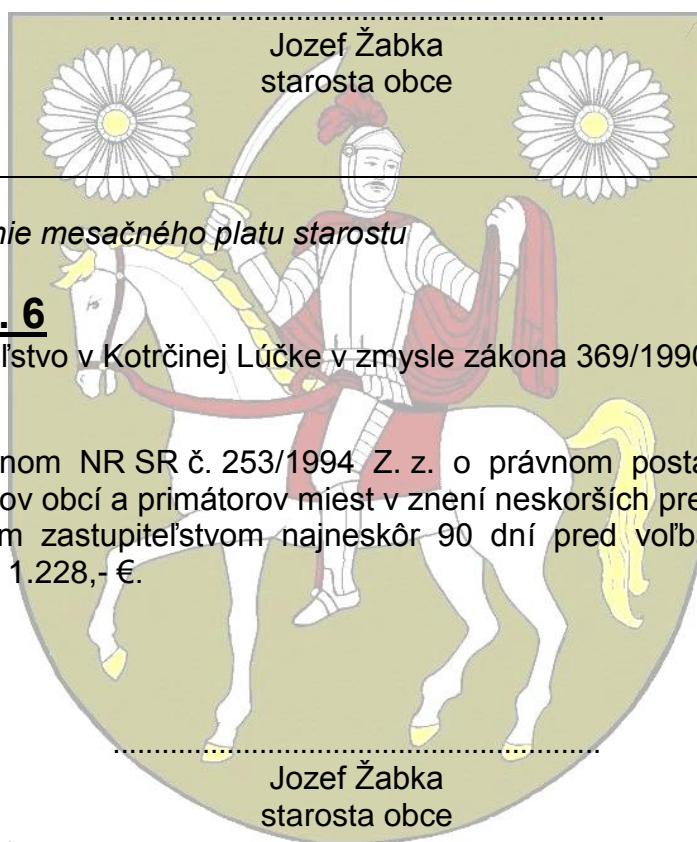 .............. ..............................................
Jozef Žabka
starosta obce
nie mesačného platu starostu
. 6
ľstvo v Kotrčinej Lúčke v zmysle zákona 369/1990
nom NR SR č. 253/1994 Z. z. o právnom posta
ov obcí a primátorov miest v znení neskorších pre
m zastupiteľstvom najneskôr 90 dní pred voľba
1.228,- €.
............................................................
Jozef Žabka
starosta obce